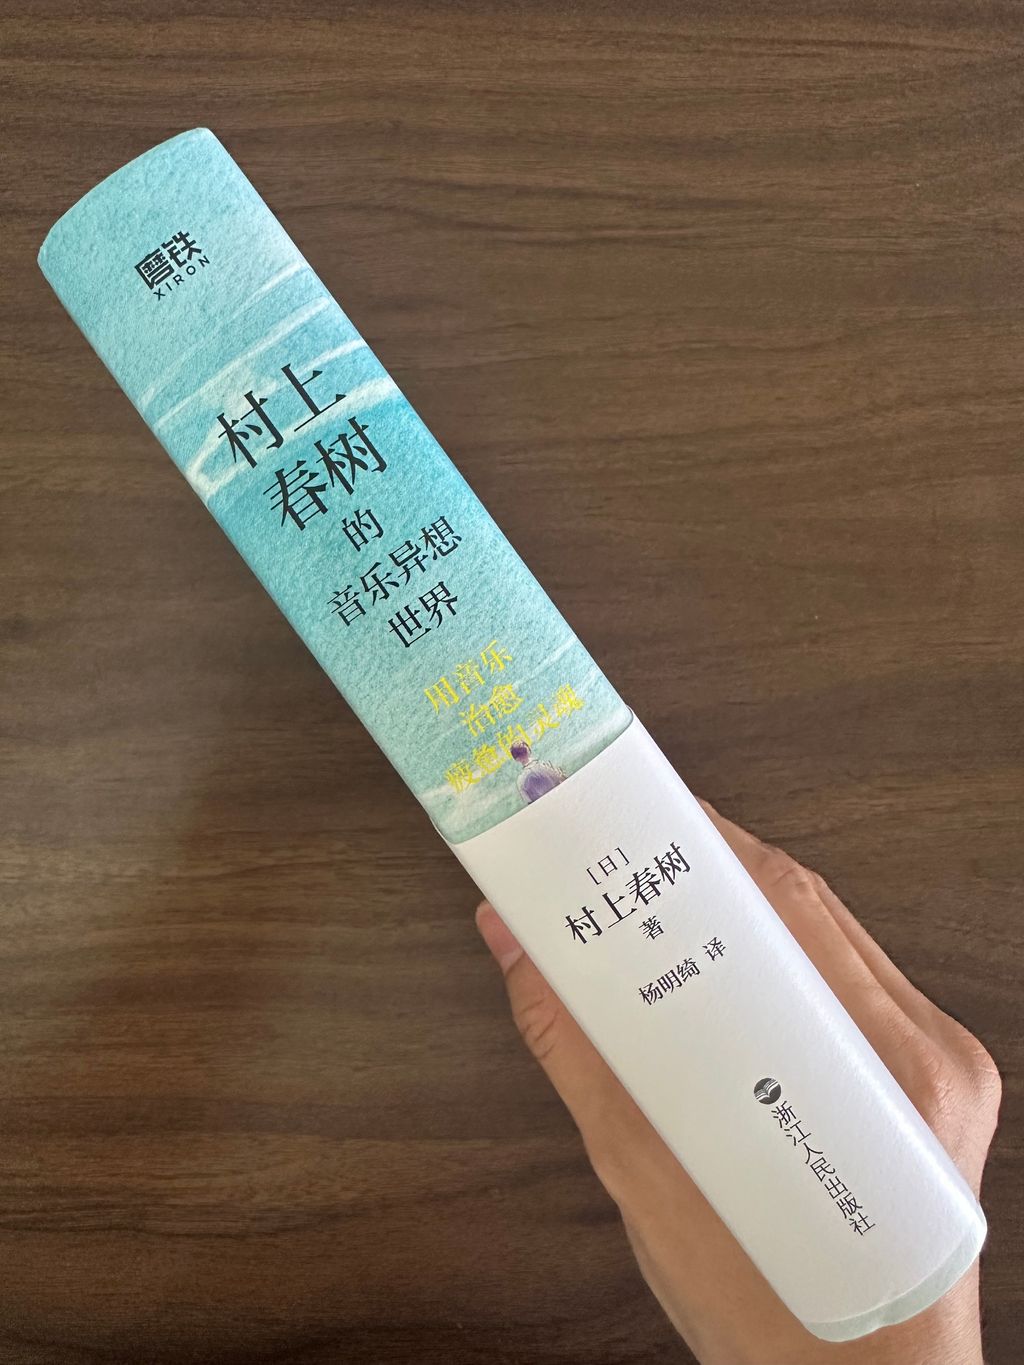 磨铁
XIRON
村上
春树
的
音乐异想
世界
用音乐
治愈
疲惫的灵魂
[日]
村上春树
著
杨明绮 译
浙江人民出版社